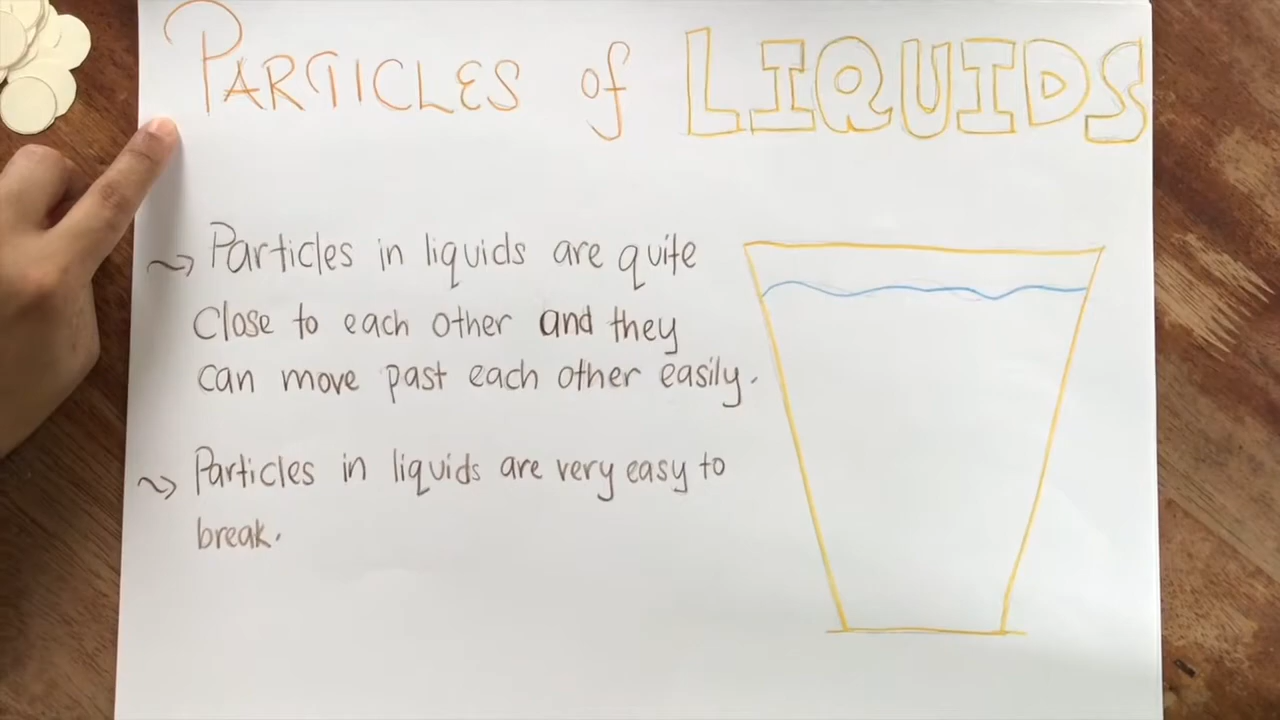 PARTICLES of LIQUIDS
Particles in liquids are quite
close to each other and they
can move past each other easily.
Particles in liquids are very easy to
break.